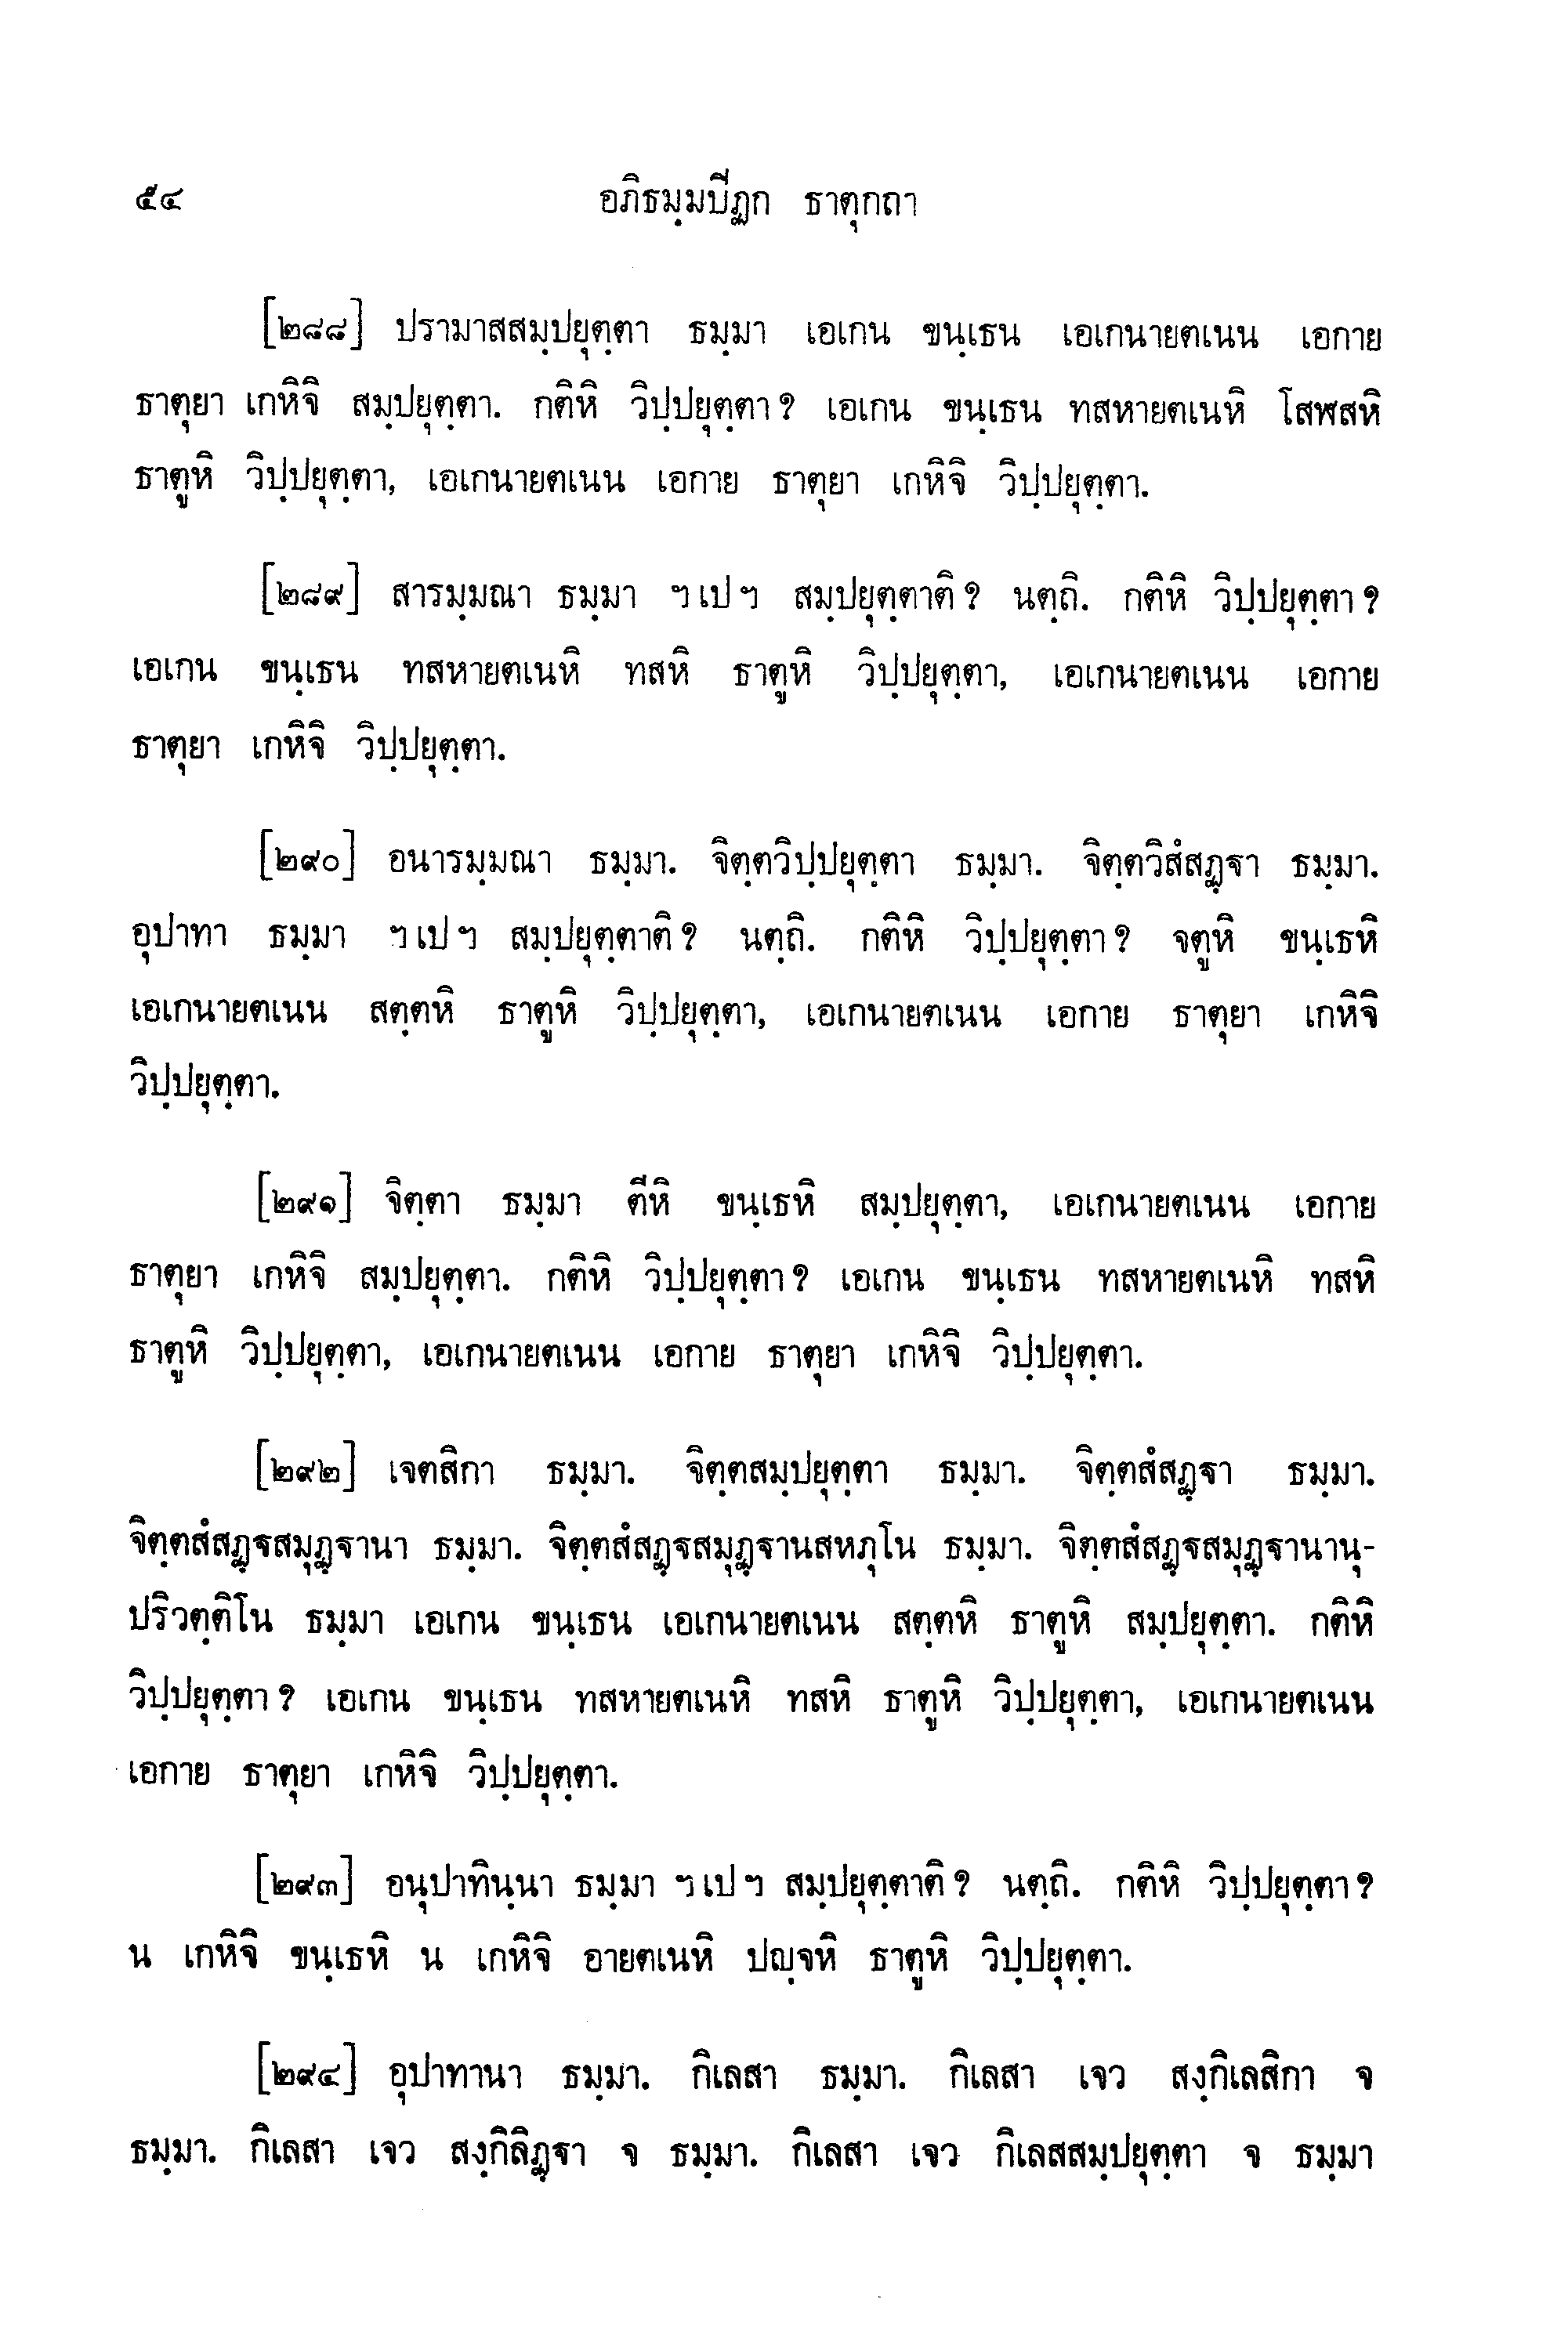 ๕๔ อภิธมฺมปิฏก ธาตุกถา
[๒๘๘] ปรามาสสมฺปยุตฺตา ธมฺมา เอเกน ขนฺเธน เอเกนายตเนน เอกาย
ธาตุยา เกหิจิ สมฺปยุตฺตา. กติหิ วิปฺปยุตฺตา ? เอเกน ขนฺเธน ทสหายตเนหิ โสฬสหิ
ธาตูหิ วิปฺปยุตฺตา, เอเกนายตเนน เอกาย ธาตุยา เกหิจิ วิปฺปยุตฺตา.
[๒๘๙] สารมฺมณา ธมฺมา ฯ เป ฯ สมฺปยุตฺตาติ ? นตฺถิ. กติหิ วิปฺปยุตฺตา ?
เอเกน ขนฺเธน ทสหายตเนหิ ทสหิ ธาตูหิ วิปฺปยุตฺตา, เอเกนายตเนน เอกาย
ธาตุยา เกหิจิ วิปฺปยุตฺตา.
[๒๙๐] อนารมฺมณา ธมฺมา. จิตฺตวิปฺปยุตฺตา ธมฺมา. จิตฺตวิสํสฏฺฐา ธมฺมา.
อุปาทา ธมฺมา ฯ เป ฯ สมฺปยุตฺตาติ ? นตฺถิ. กติหิ วิปฺปยุตฺตา ? จตูหิ ขนฺเธหิ
เอเกนายตเนน สตฺตหิ ธาตูหิ วิปฺปยุตฺตา, เอเกนายตเนน เอกาย ธาตุยา เกหิจิ
วิปฺปยุตฺตา.
[๒๙๑] จิตฺตา ธมฺมา ตีหิ ขนฺเธหิ สมฺปยุตฺตา, เอเกนายตเนน เอกาย
ธาตุยา เกหิจิ สมฺปยุตฺตา. กติหิ วิปฺปยุตฺตา ? เอเกน ขนฺเธน ทสหายตเนหิ ทสหิ
ธาตูหิ วิปฺปยุตฺตา, เอเกนายตเนน เอกาย ธาตุยา เกหิจิ วิปฺปยุตฺตา.
[๒๙๒] เจตสิกา ธมฺมา. จิตฺตสมฺปยุตฺตา ธมฺมา. จิตฺตสํสฏฺฐา ธมฺมา.
จิตฺตสํสฏฺฐสมุฏฺฐานา ธมฺมา. จิตฺตสํสฏฺฐสมุฏฺฐานสหภุโน ธมฺมา. จิตฺตสํสฏฺฐสมุฏฺฐานานุ-
ปริวตฺติโน ธมฺมา เอเกน ขนฺเธน เอเกนายตเนน สตฺตหิ ธาตูหิ สมฺปยุตฺตา. กติหิ
วิปฺปยุตฺตา ? เอเกน ขนฺเธน ทสหายตเนหิ ทสหิ ธาตูหิ วิปฺปยุตฺตา, เอเกนายตเนน
เอกาย ธาตุยา เกหิจิ วิปฺปยุตฺตา.
[๒๙๓] อนุปาทินฺนา ธมฺมา ฯ เป ฯ สมฺปยุตฺตาติ ? นตฺถิ. กติหิ วิปฺปยุตฺตา ?
น เกหิจิ ขนฺเธหิ น เกหิจิ อายตเนหิ ปญฺจหิ ธาตูหิ วิปฺปยุตฺตา.
[๒๙๔] อุปาทานา ธมฺมา. กิเลสา ธมฺมา. กิเลสา เจว สงฺกิเลสิกา จ
ธมฺมา. กิเลสา เจว สงฺกิลิฏฺฐา จ ธมฺมา. กิเลสา เจว กิเลสสมฺปยุตฺตา จ ธมฺมา